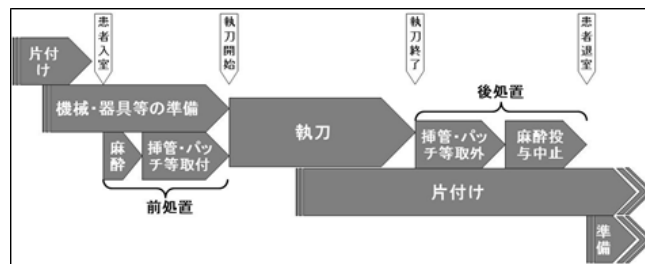 患者入室
執刀開始
執刀終了
患者退室
片付
け
機械・器具等の準備
麻
酔
挿管・パッ
チ等取付
前処置
執刀
後処置
挿管・パッ
チ等取外
麻酔投
与中止
片付け
準
備